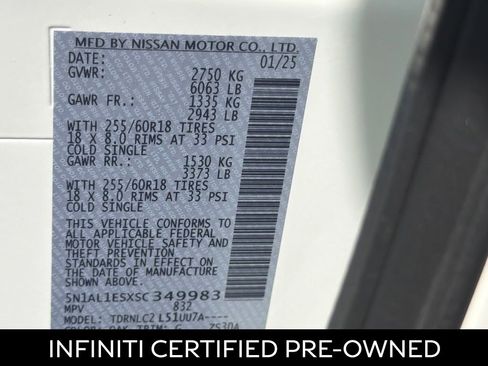 MFD BY NISSAN MOTOR CO., LTD.
DATE: 01/25
GVWR: 2750 KG
6063 LB
GAWR FR.: 1335 KG
2943 LB
WITH 255/60R18 TIRES
18 X 8.0 RIMS AT 33 PSI
COLD SINGLE
GAWR RR.: 1530 KG
3373 LB
WITH 255/60R18 TIRES
18 X 8.0 RIMS AT 33 PSI
COLD SINGLE
THIS VEHICLE CONFORMS TO ALL
APPLICABLE FEDERAL
MOTOR VEHICLE SAFETY AND
THEFT PREVENTION
STANDARDS IN EFFECT ON THE
DATE OF MANUFACTURE
SHOWN ABOVE.
5N1AL1ESXSC349983
MPV 832
MODEL: TDRNLC2 L51UU7A----
INFINITI CERTIFIED PRE-OWNED